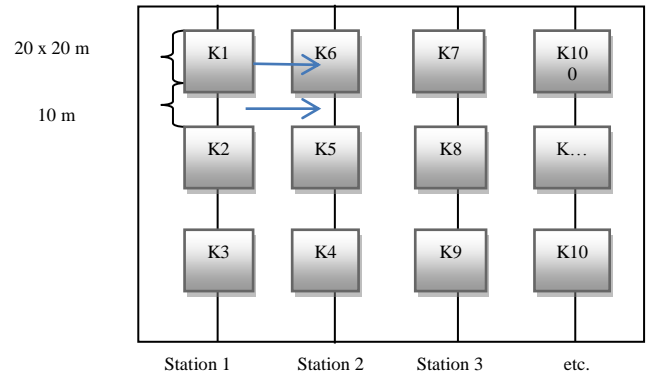 20 x 20 m
10 m
K1
K6
K7
K10
0
K2
K5
K8
K…
K3
K4
K9
K10
Station 1
Station 2
Station 3
etc.